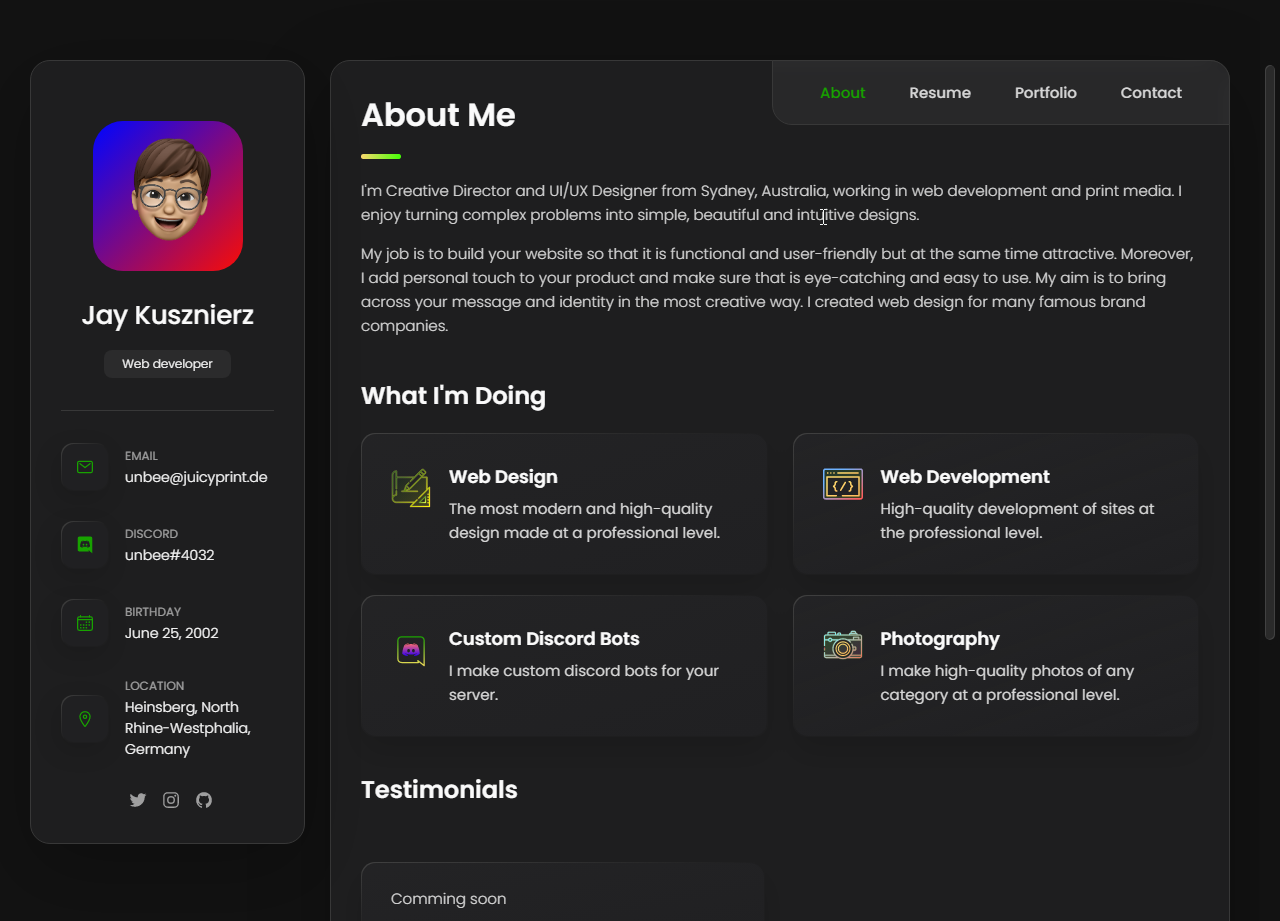 Jay Kusznierz
Web developer
EMAIL
unbee@juicyprint.de
DISCORD
unbee#4032
BIRTHDAY
June 25, 2002
LOCATION
Heinsberg, North
Rhine-Westphalia,
Germany
About
Resume
Portfolio
Contact
About Me
I'm Creative Director and UI/UX Designer from Sydney, Australia, working in web development and print media. I
enjoy turning complex problems into simple, beautiful and intuitive designs.
My job is to build your website so that it is functional and user-friendly but at the same time attractive. Moreover,
I add personal touch to your product and make sure that is eye-catching and easy to use. My aim is to bring
across your message and identity in the most creative way. I created web design for many famous brand
companies.
What I'm Doing
Web Design
The most modern and high-quality
design made at a professional level.
Web Development
High-quality development of sites at
the professional level.
Custom Discord Bots
I make custom discord bots for your
server.
Photography
I make high-quality photos of any
category at a professional level.
Testimonials
Comming soon